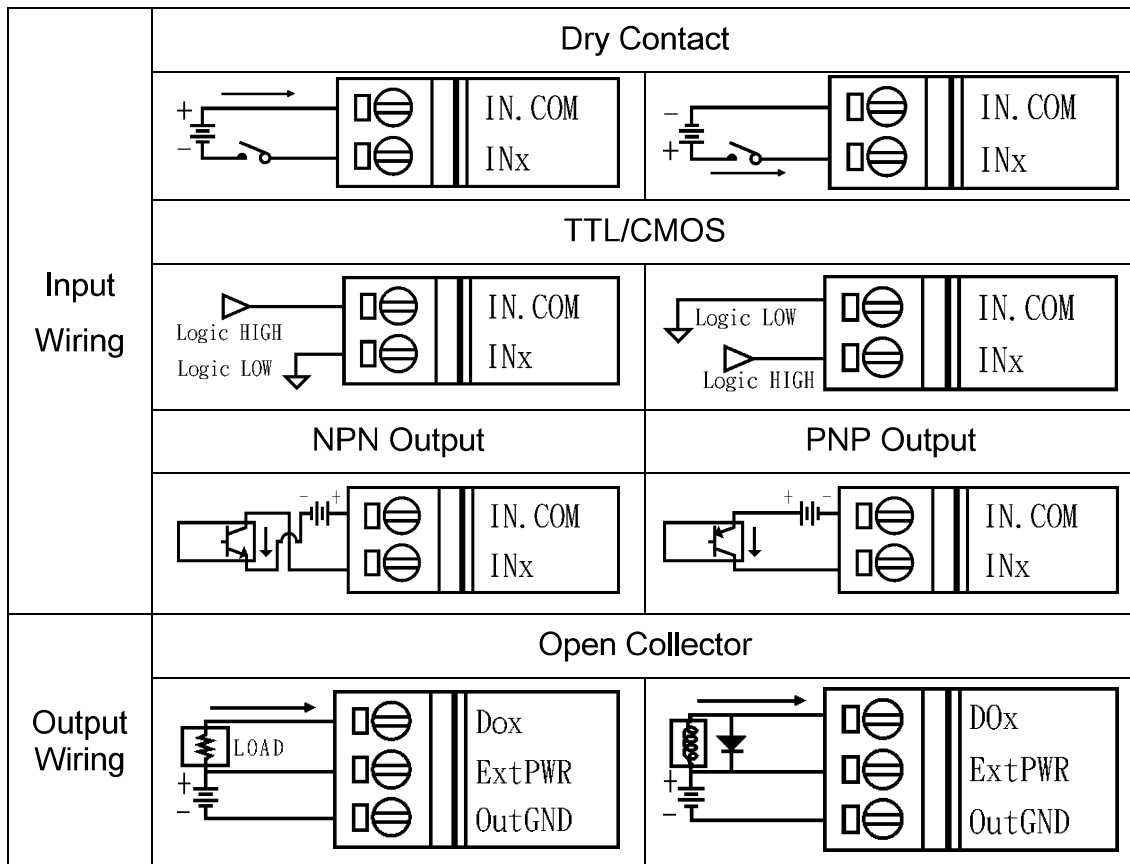 Input
Wiring
Dry Contact
+
−
IN. COM
INx
−
+
IN. COM
INx
TTL/CMOS
Logic HIGH
Logic LOW
IN. COM
INx
Logic LOW
Logic HIGH
IN. COM
INx
NPN Output
PNP Output
− +
IN. COM
INx
+ −
IN. COM
INx
Output
Wiring
Open Collector
LOAD
+
−
Dox
ExtPWR
OutGND
+
−
DOx
ExtPWR
OutGND